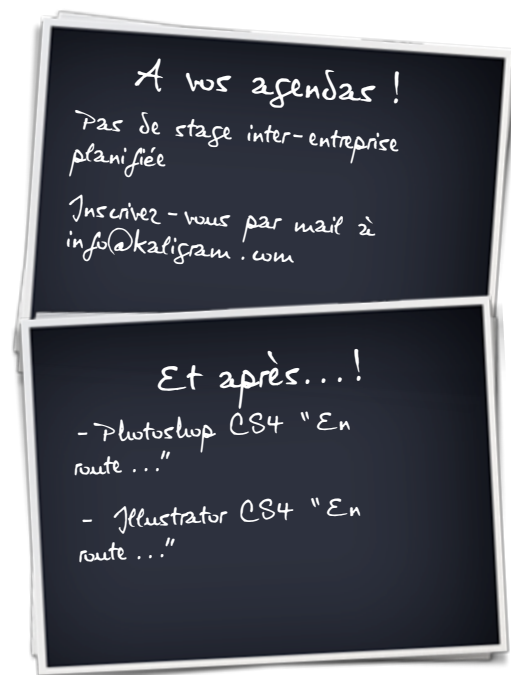 A vos agendas !
Pas de stage inter-entreprise
planifiée
Inscrivez-vous par mail à
info@kaligram.com
Et après...!
- Photoshop CS4 "En
route ..."
- Illustrator CS4 "En
route ..."